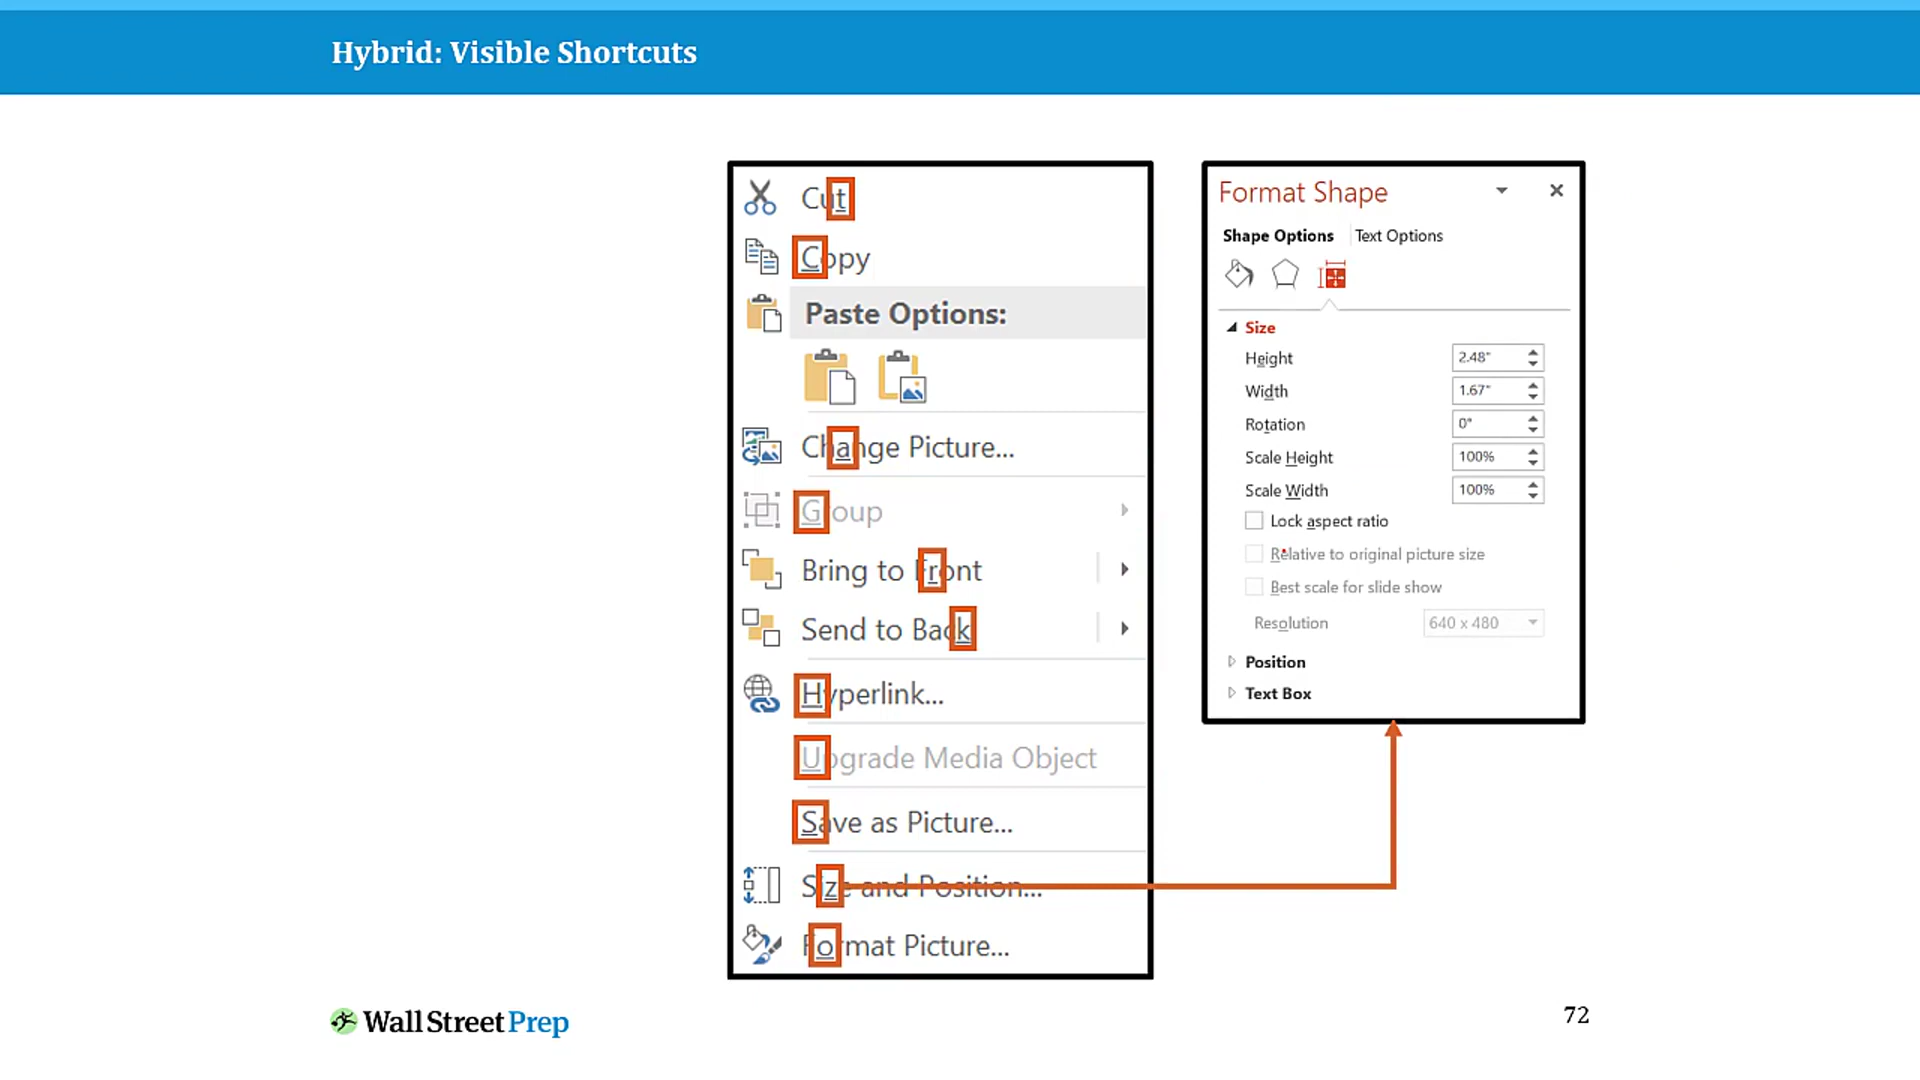 Hybrid: Visible Shortcuts
Cut
Copy
Paste Options:
Change Picture...
Group
Bring to Front
Send to Back
Hyperlink...
Upgrade Media Object
Save as Picture...
Size and Position...
Format Picture...
Format Shape
Shape Options Text Options
Size
Height 2.48"
Width 1.67"
Rotation 0°
Scale Height 100%
Scale Width 100%
Lock aspect ratio
Relative to original picture size
Best scale for slide show
Resolution 640 x 480
Position
Text Box
Wall Street Prep
72